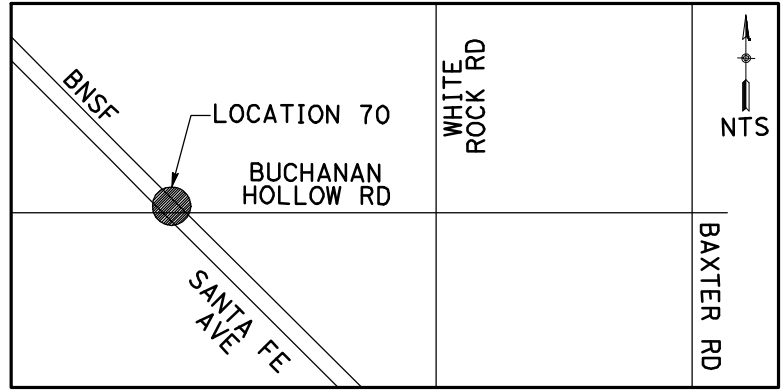 BNSF
LOCATION 70
BUCHANAN
HOLLOW RD
WHITE
ROCK RD
NTS
SANTA FE
AVE
BAXTER RD